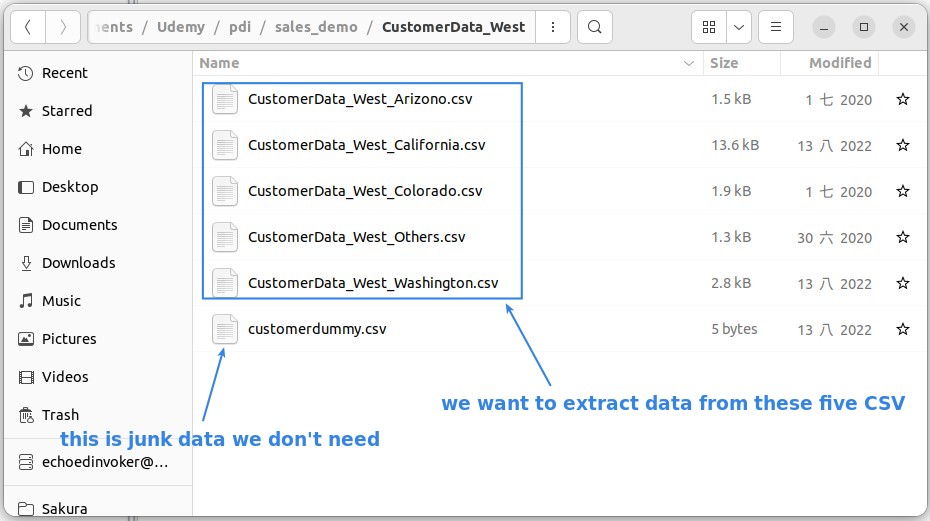 ments / Udemy / pdi / sales_demo / CustomerData_West
Name Size Modified
Recent
Starred
Home
Desktop
Documents
Downloads
Music
Pictures
Videos
Trash
echoedinvoker@...
Sakura
CustomerData_West_Arizono.csv 1.5 kB 1 七 2020
CustomerData_West_California.csv 13.6 kB 13 八 2022
CustomerData_West_Colorado.csv 1.9 kB 1 七 2020
CustomerData_West_Others.csv 1.3 kB 30 六 2020
CustomerData_West_Washington.csv 2.8 kB 13 八 2022
customerdummy.csv 5 bytes 13 八 2022
we want to extract data from these five CSV
this is junk data we don't need